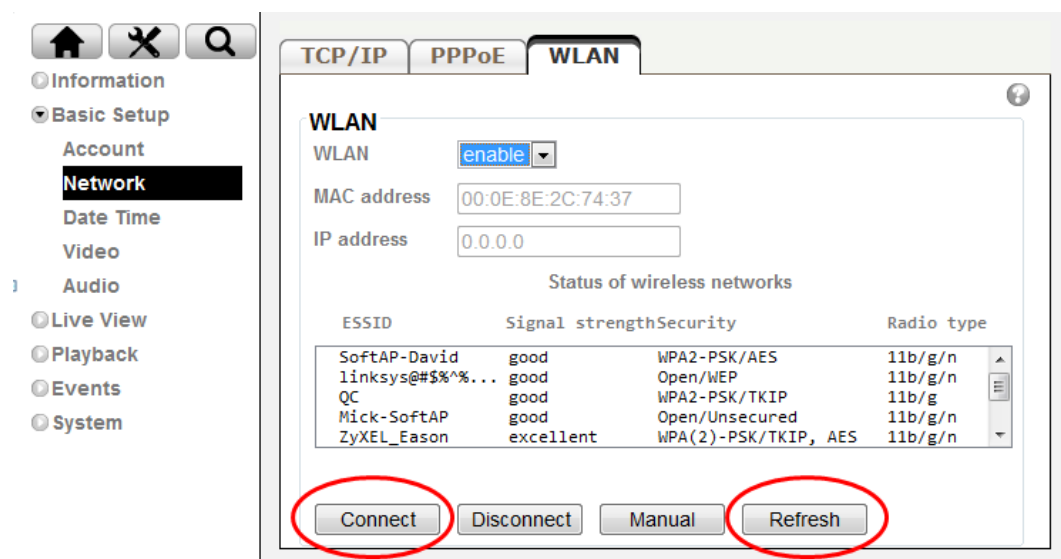 TCP/IP PPPoE WLAN
Information
Basic Setup
Account
Network
Date Time
Video
Audio
Live View
Playback
Events
System
WLAN
WLAN enable
MAC address 00:0E:8E:2C:74:37
IP address 0.0.0.0
Status of wireless networks
ESSID Signal strengthSecurity Radio type
SoftAP-David good WPA2-PSK/AES 11b/g/n
linksys@#$%^%... good Open/WEP 11b/g/n
QC good WPA2-PSK/TKIP 11b/g
Mick-SoftAP good Open/Unsecured 11b/g/n
ZyXEL_Eason excellent WPA(2)-PSK/TKIP, AES 11b/g/n
Connect Disconnect Manual Refresh